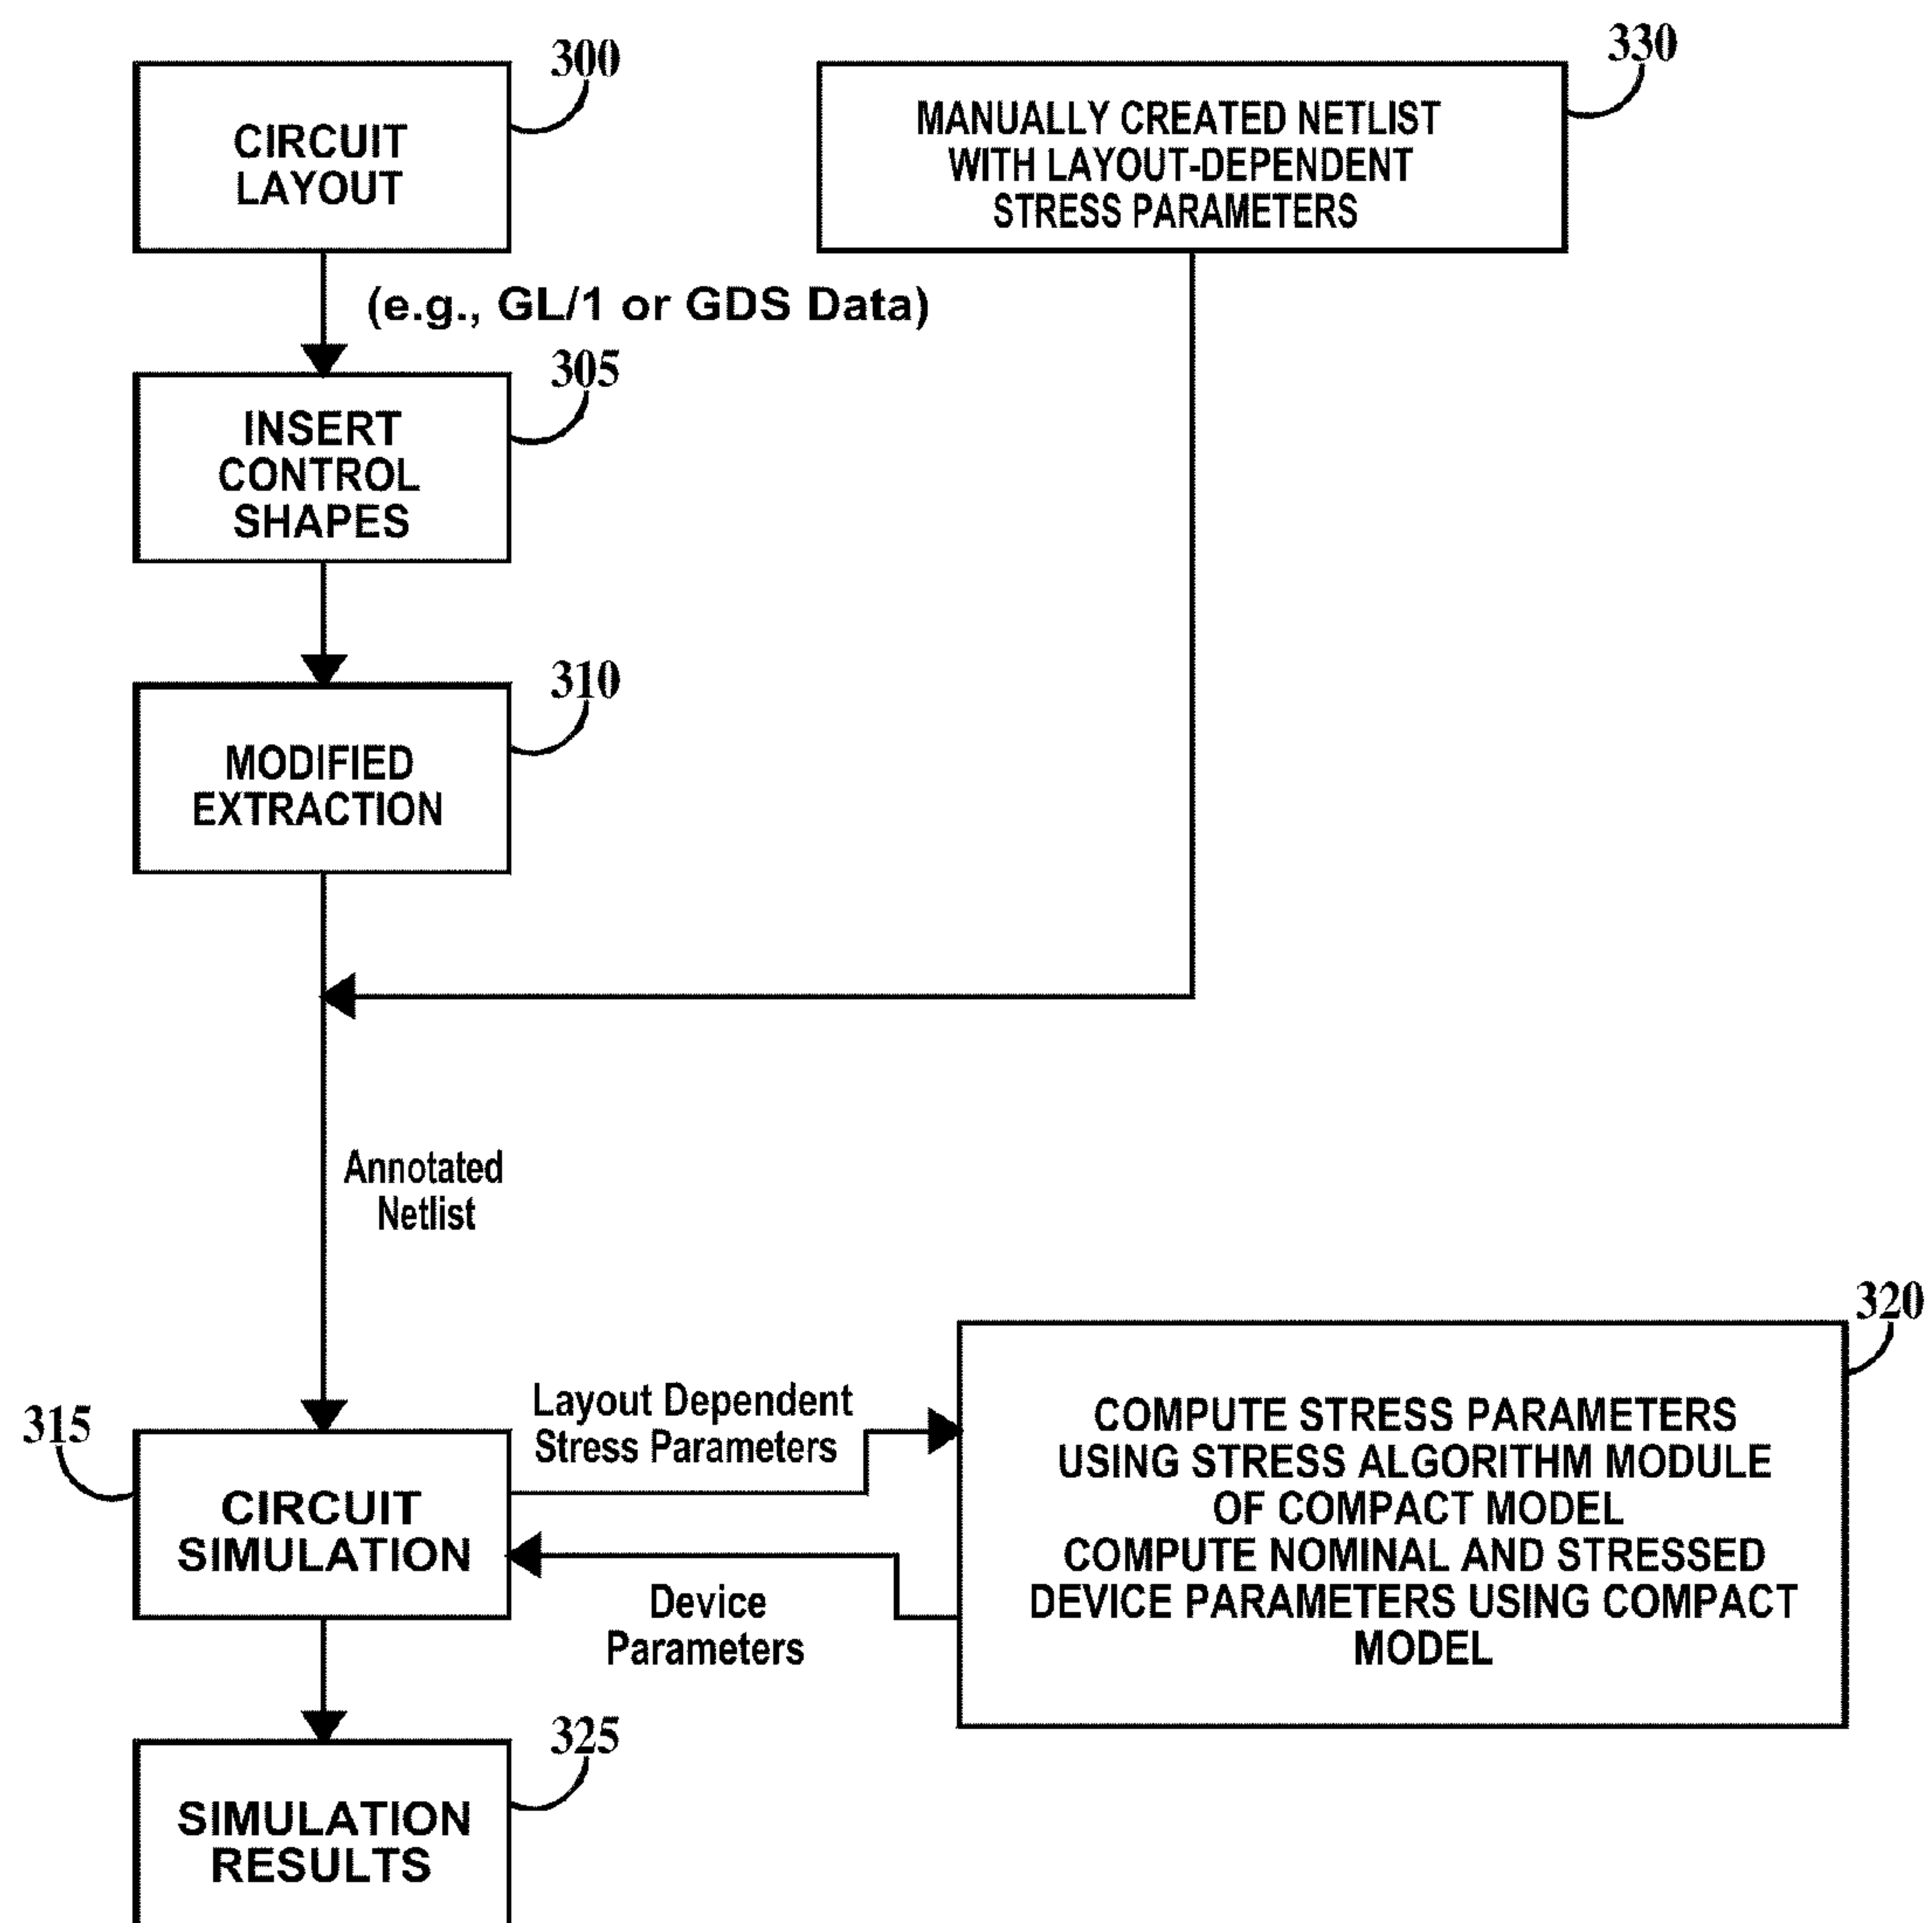 300
CIRCUIT
LAYOUT
330
MANUALLY CREATED NETLIST
WITH LAYOUT-DEPENDENT
STRESS PARAMETERS
(e.g., GL/1 or GDS Data)
305
INSERT
CONTROL
SHAPES
310
MODIFIED
EXTRACTION
Annotated
Netlist
315
CIRCUIT
SIMULATION
Layout Dependent
Stress Parameters
Device
Parameters
320
COMPUTE STRESS PARAMETERS
USING STRESS ALGORITHM MODULE
OF COMPACT MODEL
COMPUTE NOMINAL AND STRESSED
DEVICE PARAMETERS USING COMPACT
MODEL
325
SIMULATION
RESULTS